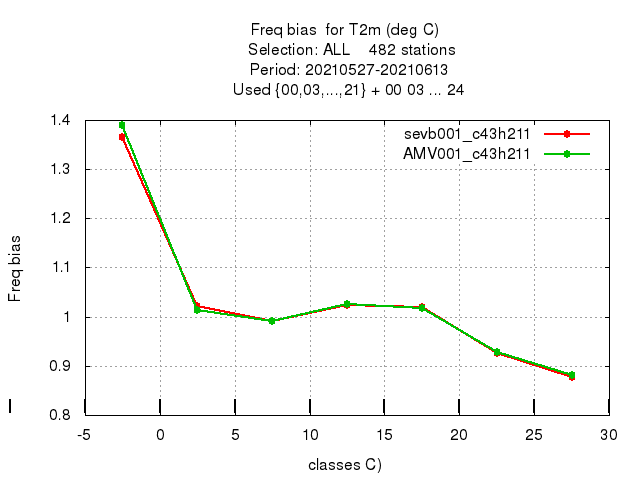 Freq bias  for T2m (deg C)
Selection: ALL    482 stations
Period: 20210527-20210613
Used {00,03,...,21} + 00 03 ... 24
sevb001_c43h211
AMV001_c43h211
Freq bias
1.4
1.3
1.2
1.1
1
0.9
0.8
-5 0 5 10 15 20 25 30
classes C)